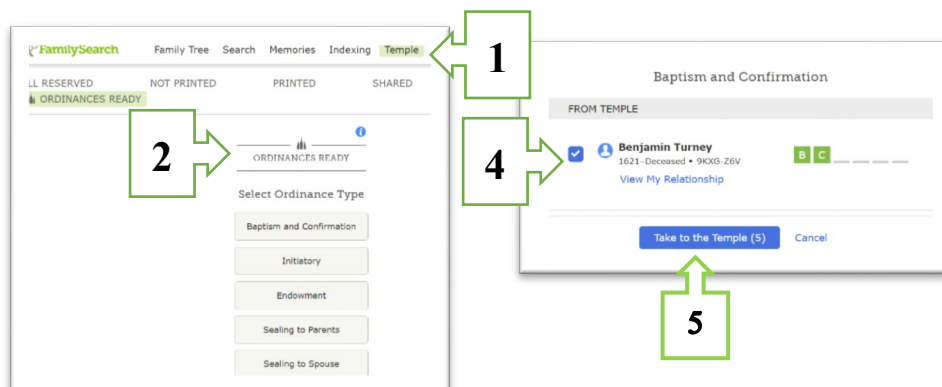 FamilySearch Family Tree Search Memories Indexing Temple
LL RESERVED NOT PRINTED PRINTED SHARED
ORDINANCES READY
1
2
ORDINANCES READY
Select Ordinance Type
Baptism and Confirmation
Initiatory
Endowment
Sealing to Parents
Sealing to Spouse
Baptism and Confirmation
FROM TEMPLE
4
Benjamin Turney
1621-Deceased • 9KXG-Z6V
View My Relationship
B C
Take to the Temple (5) Cancel
5